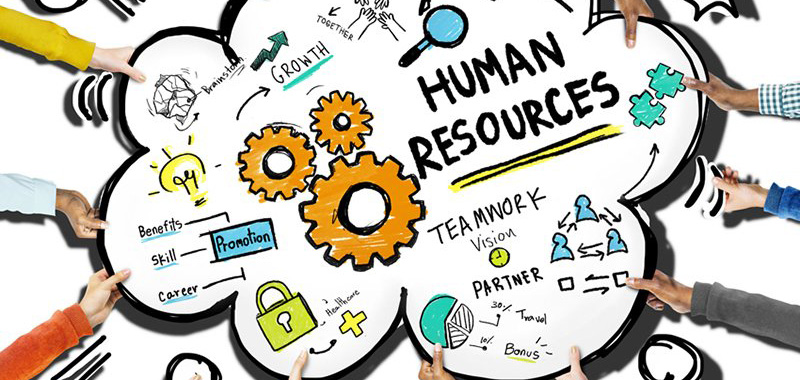 TOGETHER
Brainstorm
GROWTH
HUMAN
RESOURCES
Benefits
Skill
Career
Promotion
TEAMWORK
Vision
PARTNER
Healthcare
30%
Travel
10%
Bonus